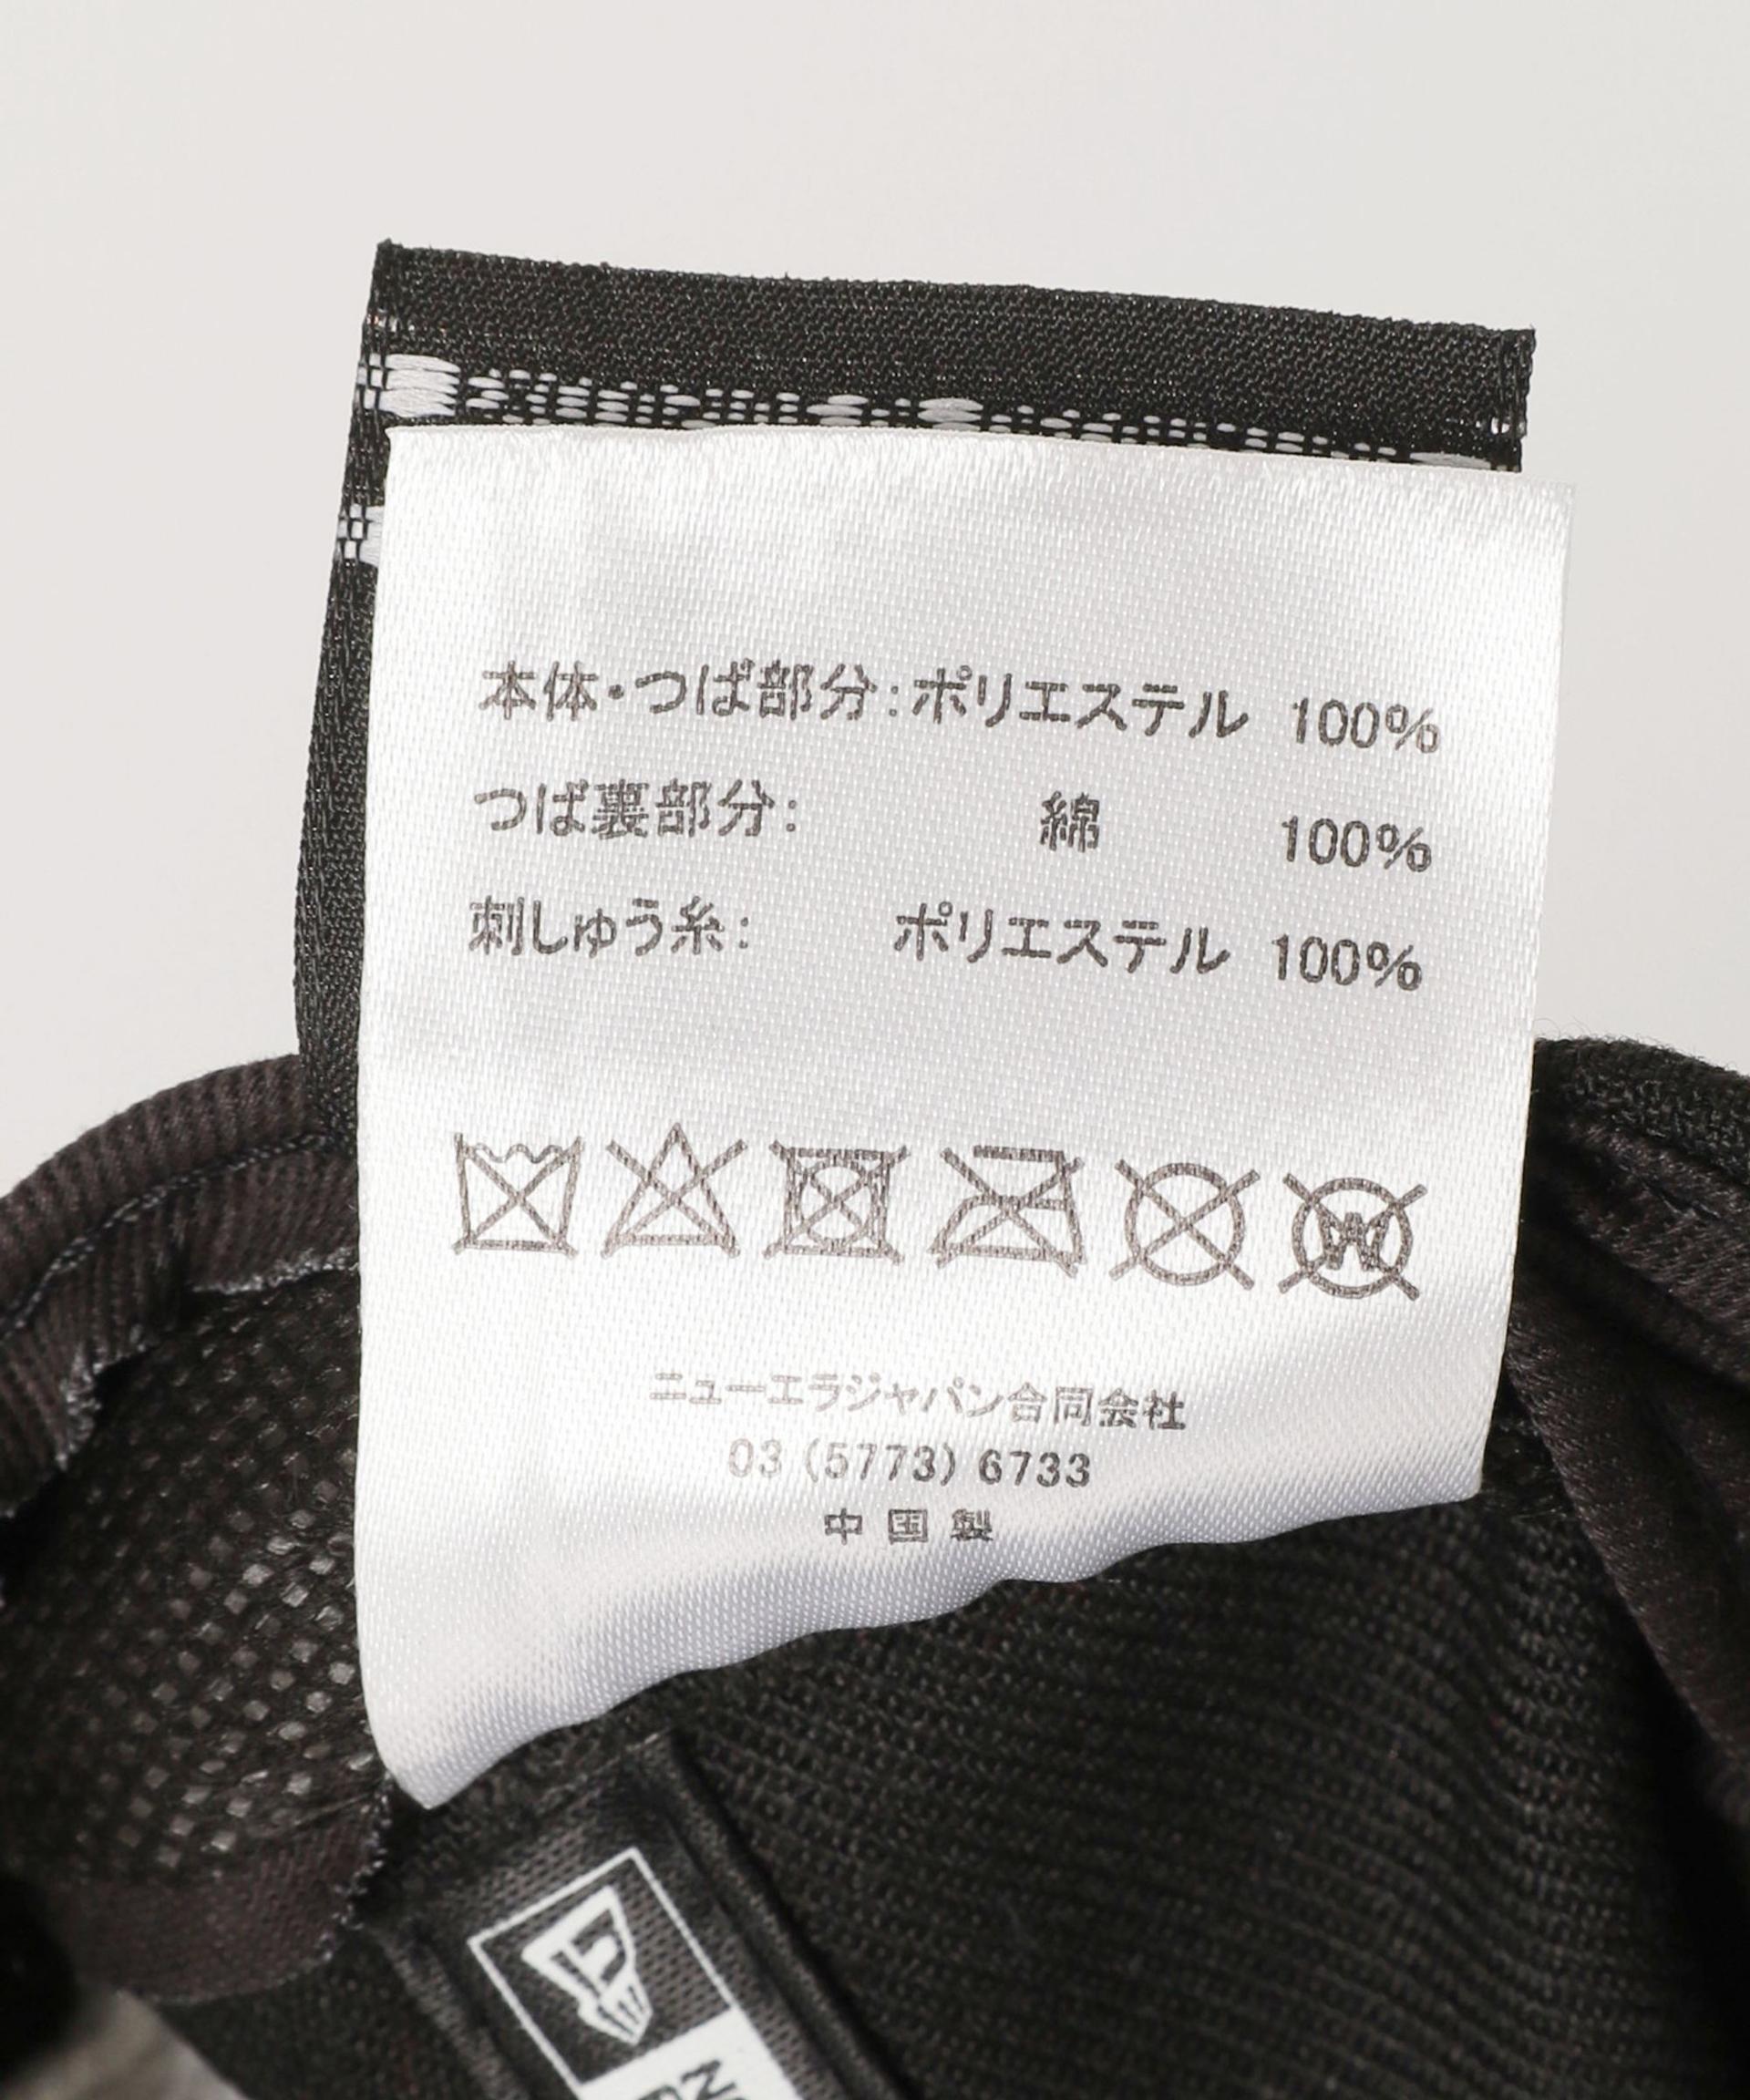 本体・つば部分：ポリエステル 100%
つば裏部分： 綿 100%
刺しゅう糸： ポリエステル 100%
W
ニューエラジャパン合同会社
03 (5773) 6733
中国製